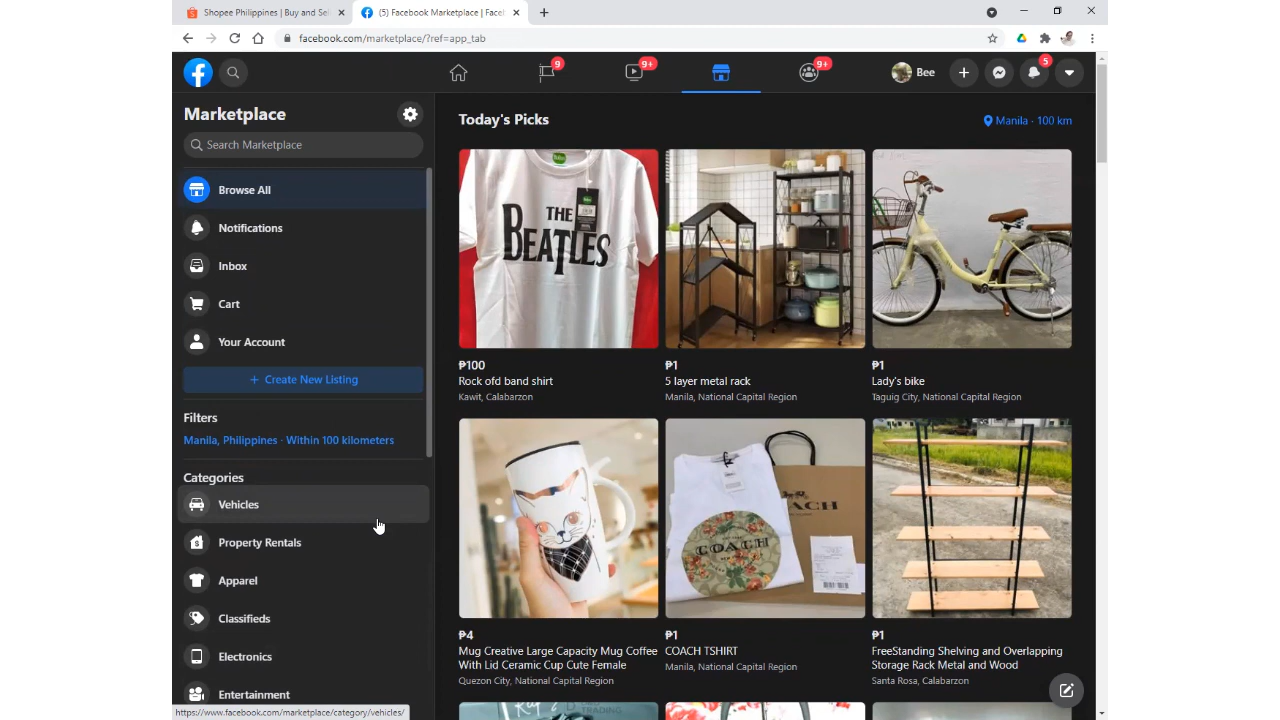 Shopee Philippines | Buy and Sel
(5) Facebook Marketplace | Facel
facebook.com/marketplace/?ref=app_tab
9
9+
9+
5
Bee
Marketplace
Search Marketplace
Browse All
Notifications
Inbox
Cart
Your Account
+ Create New Listing
Filters
Manila, Philippines · Within 100 kilometers
Categories
Vehicles
Property Rentals
Apparel
Classifieds
Electronics
Entertainment
https://www.facebook.com/marketplace/category/vehicles/
Today's Picks
Manila · 100 km
THE
BEATLES
₱100
Rock ofd band shirt
Kawit, Calabarzon
₱1
5 layer metal rack
Manila, National Capital Region
₱1
Lady's bike
Taguig City, National Capital Region
COACH
COACH
₱4
Mug Creative Large Capacity Mug Coffee
With Lid Ceramic Cup Cute Female
Quezon City, National Capital Region
₱1
COACH TSHIRT
Manila, National Capital Region
₱1
FreeStanding Shelving and Overlapping
Storage Rack Metal and Wood
Santa Rosa, Calabarzon
TRADING